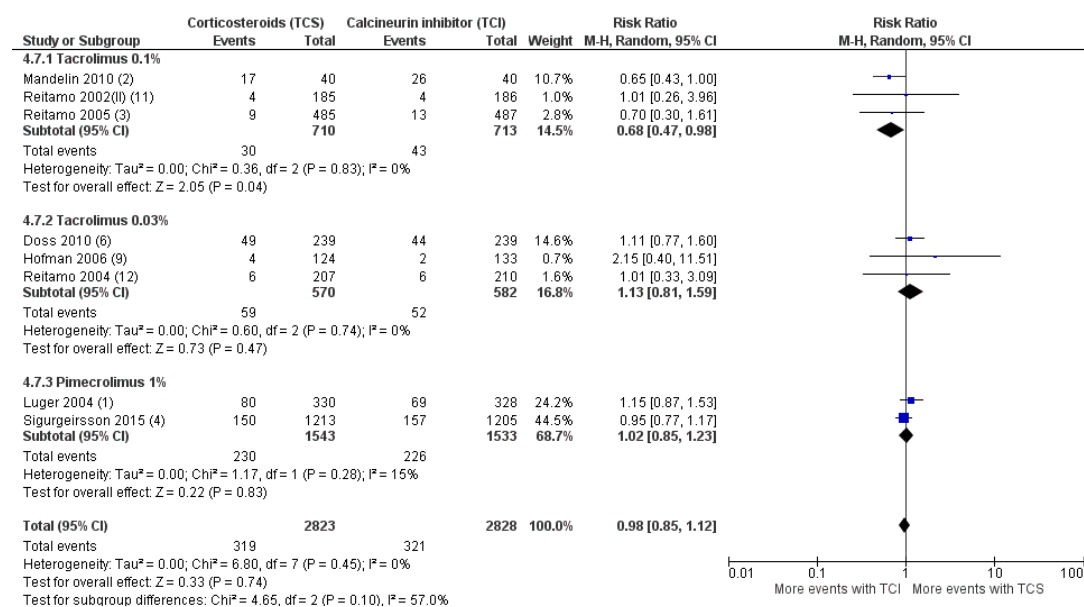 Corticosteroids (TCS) Calcineurin inhibitor (TCI) Risk Ratio Risk Ratio
Study or Subgroup Events Total Events Total Weight M-H, Random, 95% CI M-H, Random, 95% CI
4.7.1 Tacrolimus 0.1%
Mandelin 2010 (2) 17 40 26 40 10.7% 0.65 [0.43, 1.00]
Reitamo 2002(II) (11) 4 185 4 186 1.0% 1.01 [0.26, 3.96]
Reitamo 2005 (3) 9 485 13 487 2.8% 0.70 [0.30, 1.61]
Subtotal (95% CI) 710 713 14.5% 0.68 [0.47, 0.98]
Total events 30 43
Heterogeneity: Tau² = 0.00; Chi² = 0.36, df = 2 (P = 0.83); I² = 0%
Test for overall effect: Z = 2.05 (P = 0.04)
4.7.2 Tacrolimus 0.03%
Doss 2010 (6) 49 239 44 239 14.6% 1.11 [0.77, 1.60]
Hofman 2006 (9) 4 124 2 133 0.7% 2.15 [0.40, 11.51]
Reitamo 2004 (12) 6 207 6 210 1.6% 1.01 [0.33, 3.09]
Subtotal (95% CI) 570 582 16.8% 1.13 [0.81, 1.59]
Total events 59 52
Heterogeneity: Tau² = 0.00; Chi² = 0.60, df = 2 (P = 0.74); I² = 0%
Test for overall effect: Z = 0.73 (P = 0.47)
4.7.3 Pimecrolimus 1%
Luger 2004 (1) 80 330 69 328 24.2% 1.15 [0.87, 1.53]
Sigurgeirsson 2015 (4) 150 1213 157 1205 44.5% 0.95 [0.77, 1.17]
Subtotal (95% CI) 1543 1533 68.7% 1.02 [0.85, 1.23]
Total events 230 226
Heterogeneity: Tau² = 0.00; Chi² = 1.17, df = 1 (P = 0.28); I² = 15%
Test for overall effect: Z = 0.22 (P = 0.83)
Total (95% CI) 2823 2828 100.0% 0.98 [0.85, 1.12]
Total events 319 321
Heterogeneity: Tau² = 0.00; Chi² = 6.80, df = 7 (P = 0.45); I² = 0%
Test for overall effect: Z = 0.33 (P = 0.74)
Test for subgroup differences: Chi² = 4.65, df = 2 (P = 0.10), I² = 57.0%
0.01 0.1 1 10 100
More events with TCI More events with TCS